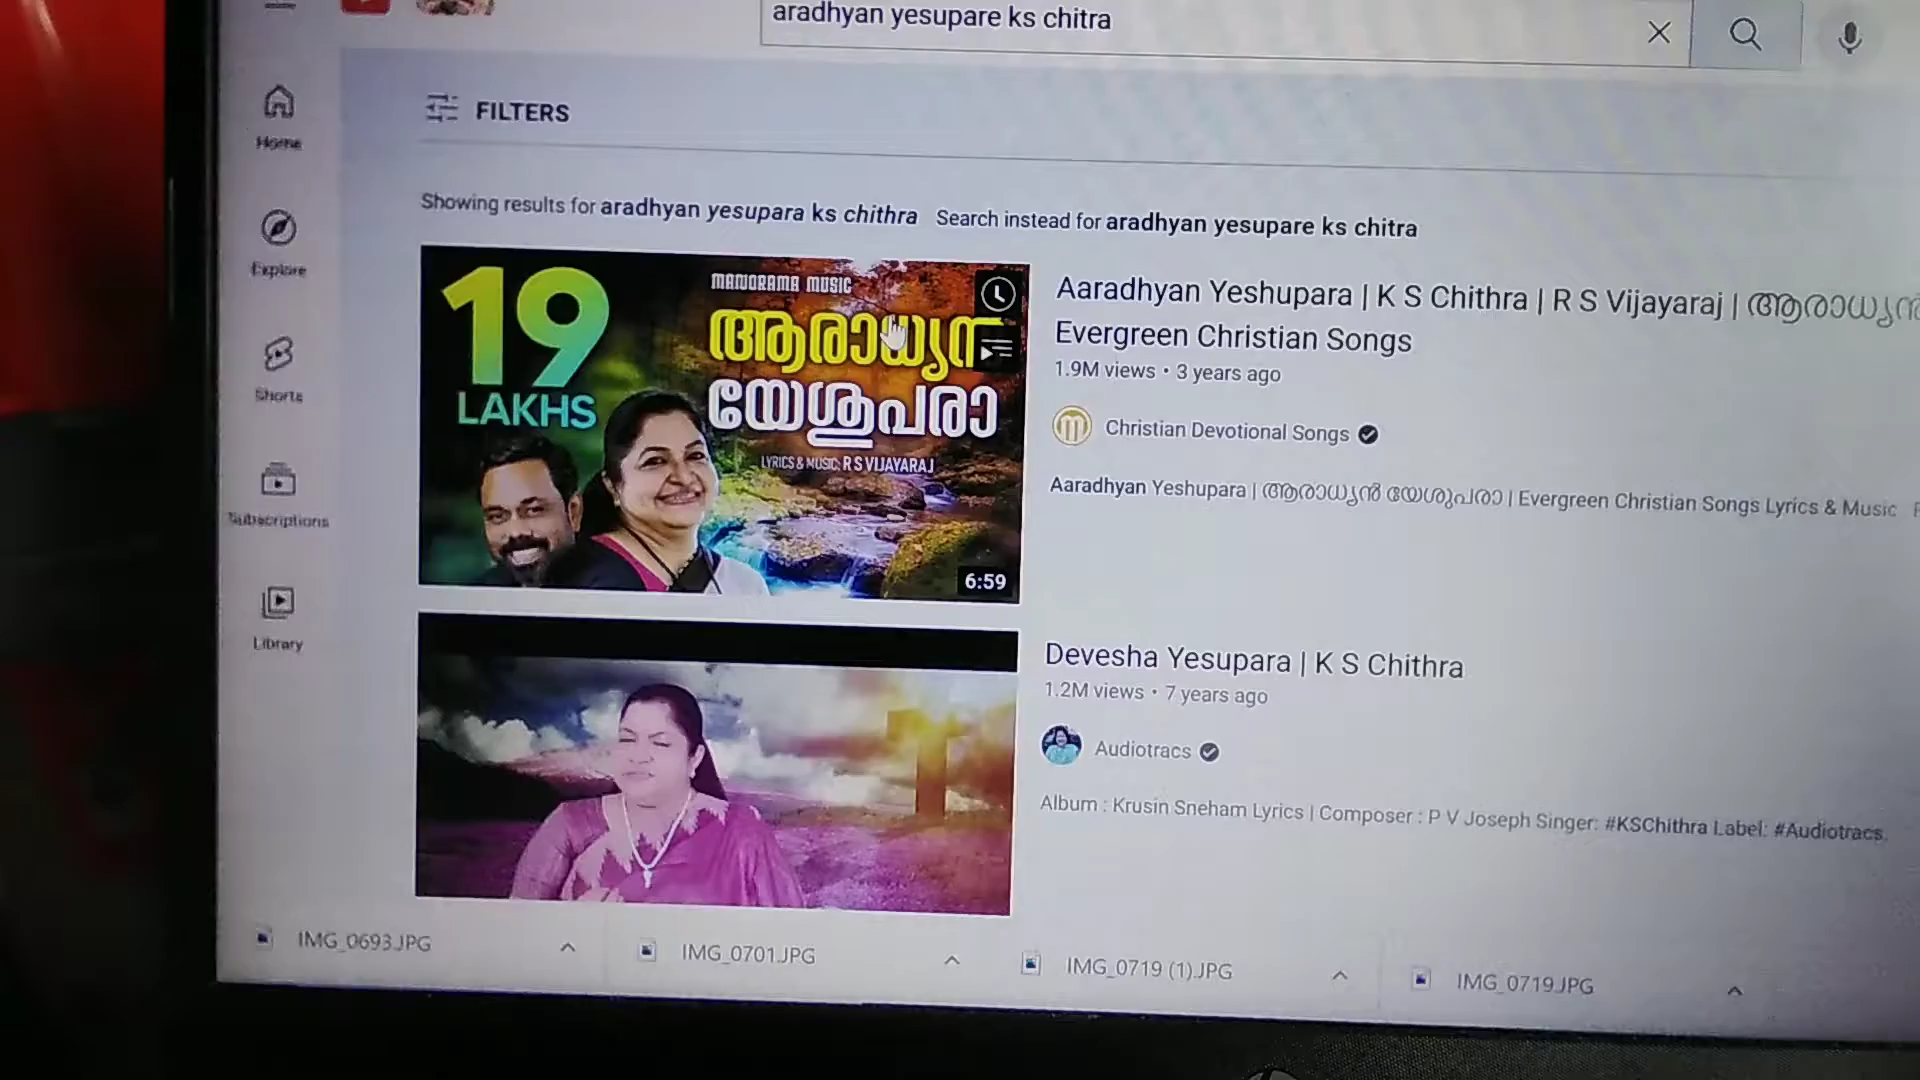 aradhyan yesupare ks chitra
FILTERS
Home
Explore
Shorts
Subscriptions
Library
Showing results for aradhyan yesupara ks chithra Search instead for aradhyan yesupare ks chitra
19
LAKHS
MANORAMA MUSIC
ആരാധ്യൻ
യേശുപരാ
LYRICS & MUSIC: R S VIJAYARAJ
6:59
Aaradhyan Yeshupara | K S Chithra | R S Vijayaraj | ആരാധ്യൻ
Evergreen Christian Songs
1.9M views • 3 years ago
Christian Devotional Songs
Aaradhyan Yeshupara | ആരാധ്യൻ യേശുപരാ | Evergreen Christian Songs Lyrics & Music
Devesha Yesupara | K S Chithra
1.2M views • 7 years ago
Audiotracs
Album : Krusin Sneham Lyrics | Composer : P V Joseph Singer: #KSChithra Label: #Audiotracs
IMG_0693.JPG
IMG_0701.JPG
IMG_0719 (1).JPG
IMG_0719.JPG